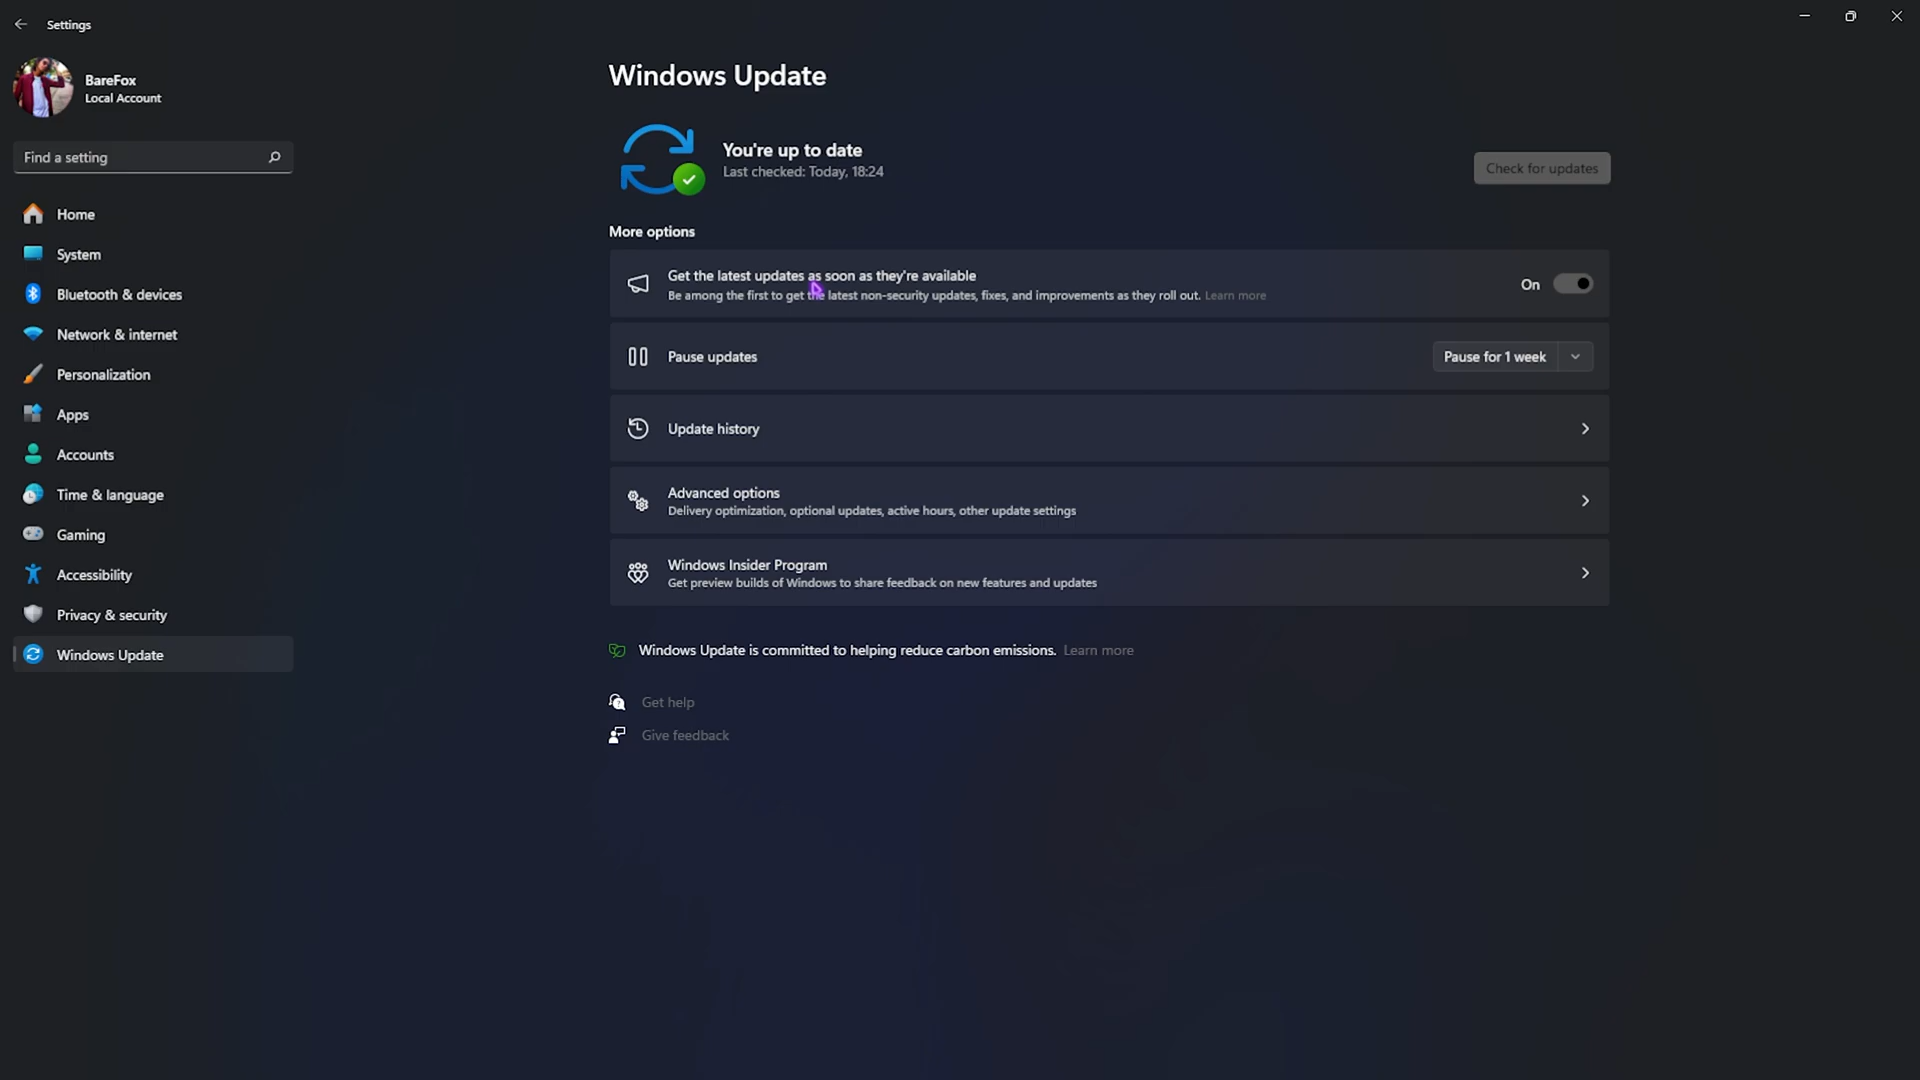 Settings
BareFox
Local Account
Find a setting
Home
System
Bluetooth & devices
Network & internet
Personalization
Apps
Accounts
Time & language
Gaming
Accessibility
Privacy & security
Windows Update
Windows Update
You're up to date
Last checked: Today, 18:24
Check for updates
More options
Get the latest updates as soon as they're available
Be among the first to get the latest non-security updates, fixes, and improvements as they roll out. Learn more
On
Pause updates
Pause for 1 week
Update history
Advanced options
Delivery optimization, optional updates, active hours, other update settings
Windows Insider Program
Get preview builds of Windows to share feedback on new features and updates
Windows Update is committed to helping reduce carbon emissions. Learn more
Get help
Give feedback